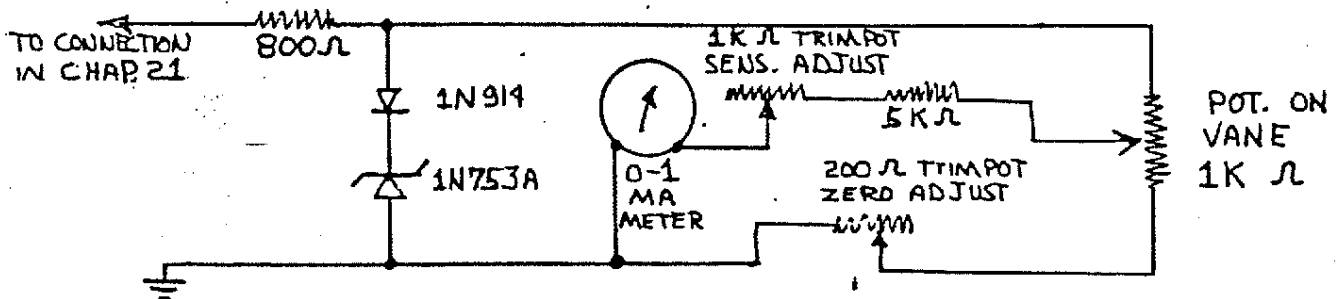 TO CONNECTION
IN CHAP. 21
800Ω
1N914
1N753A
0-1
MA
METER
1K Ω TRIMPOT
SENS. ADJUST
5KΩ
200 Ω TRIMPOT
ZERO ADJUST
POT. ON
VANE
1K Ω